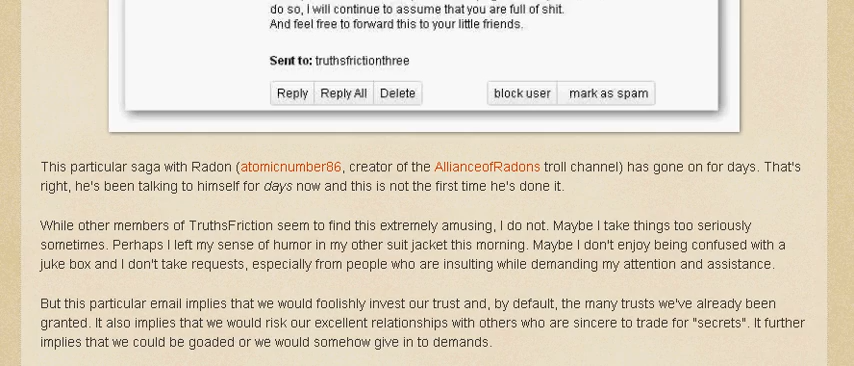 do so, I will continue to assume that you are full of shit.
And feel free to forward this to your little friends.
Sent to: truthsfrictionthree
Reply Reply All Delete block user mark as spam
This particular saga with Radon (atomicnumber86, creator of the AllianceofRadons troll channel) has gone on for days. That's
right, he's been talking to himself for days now and this is not the first time he's done it.
While other members of TruthsFriction seem to find this extremely amusing, I do not. Maybe I take things too seriously
sometimes. Perhaps I left my sense of humor in my other suit jacket this morning. Maybe I don't enjoy being confused with a
juke box and I don't take requests, especially from people who are insulting while demanding my attention and assistance.
But this particular email implies that we would foolishly invest our trust and, by default, the many trusts we've already been
granted. It also implies that we would risk our excellent relationships with others who are sincere to trade for "secrets". It further
implies that we could be goaded or we would somehow give in to demands.